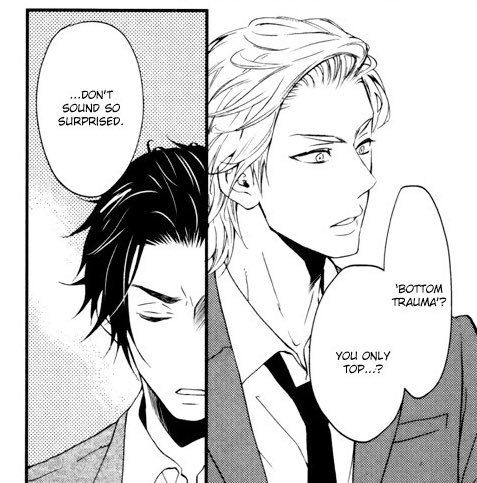 'BOTTOM
TRAUMA'?
YOU ONLY
TOP...?
...DON'T
SOUND SO
SURPRISED.